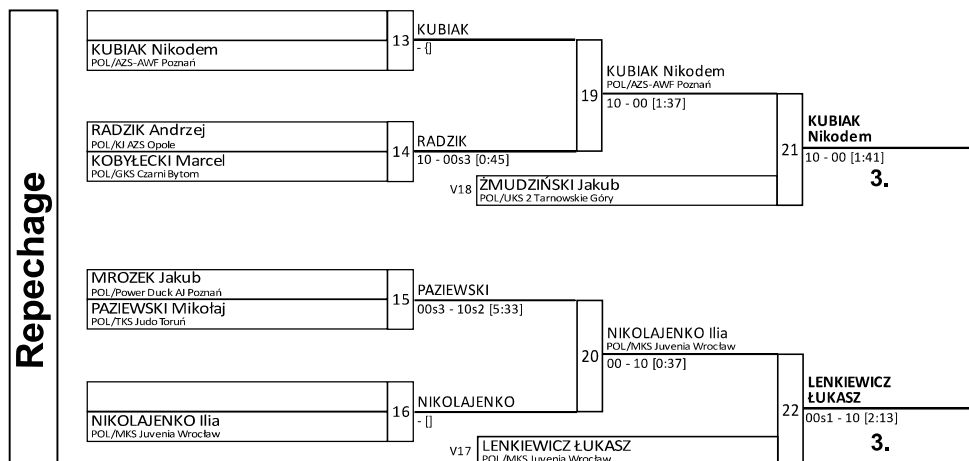 Repechage
KUBIAK Nikodem
POL/AZS-AWF Poznań
13
KUBIAK
- {]
RADZIK Andrzej
POL/KJ AZS Opole
KOBYŁECKI Marcel
POL/GKS Czarni Bytom
14
RADZIK
10 - 00s3 [0:45]
19
KUBIAK Nikodem
POL/AZS-AWF Poznań
10 - 00 [1:37]
V18
ŻMUDZIŃSKI Jakub
POL/UKS 2 Tarnowskie Góry
21
KUBIAK
Nikodem
10 - 00 [1:41]
3.
MROZEK Jakub
POL/Power Duck AJ Poznań
PAZIEWSKI Mikołaj
POL/TKS Judo Toruń
15
PAZIEWSKI
00s3 - 10s2 [5:33]
NIKOLAJENKO Ilia
POL/MKS Juvenia Wrocław
16
NIKOLAJENKO
- []
20
NIKOLAJENKO Ilia
POL/MKS Juvenia Wrocław
00 - 10 [0:37]
V17
LENKIEWICZ ŁUKASZ
POL/MKS Juvenia Wrocław
22
LENKIEWICZ
ŁUKASZ
00s1 - 10 [2:13]
3.